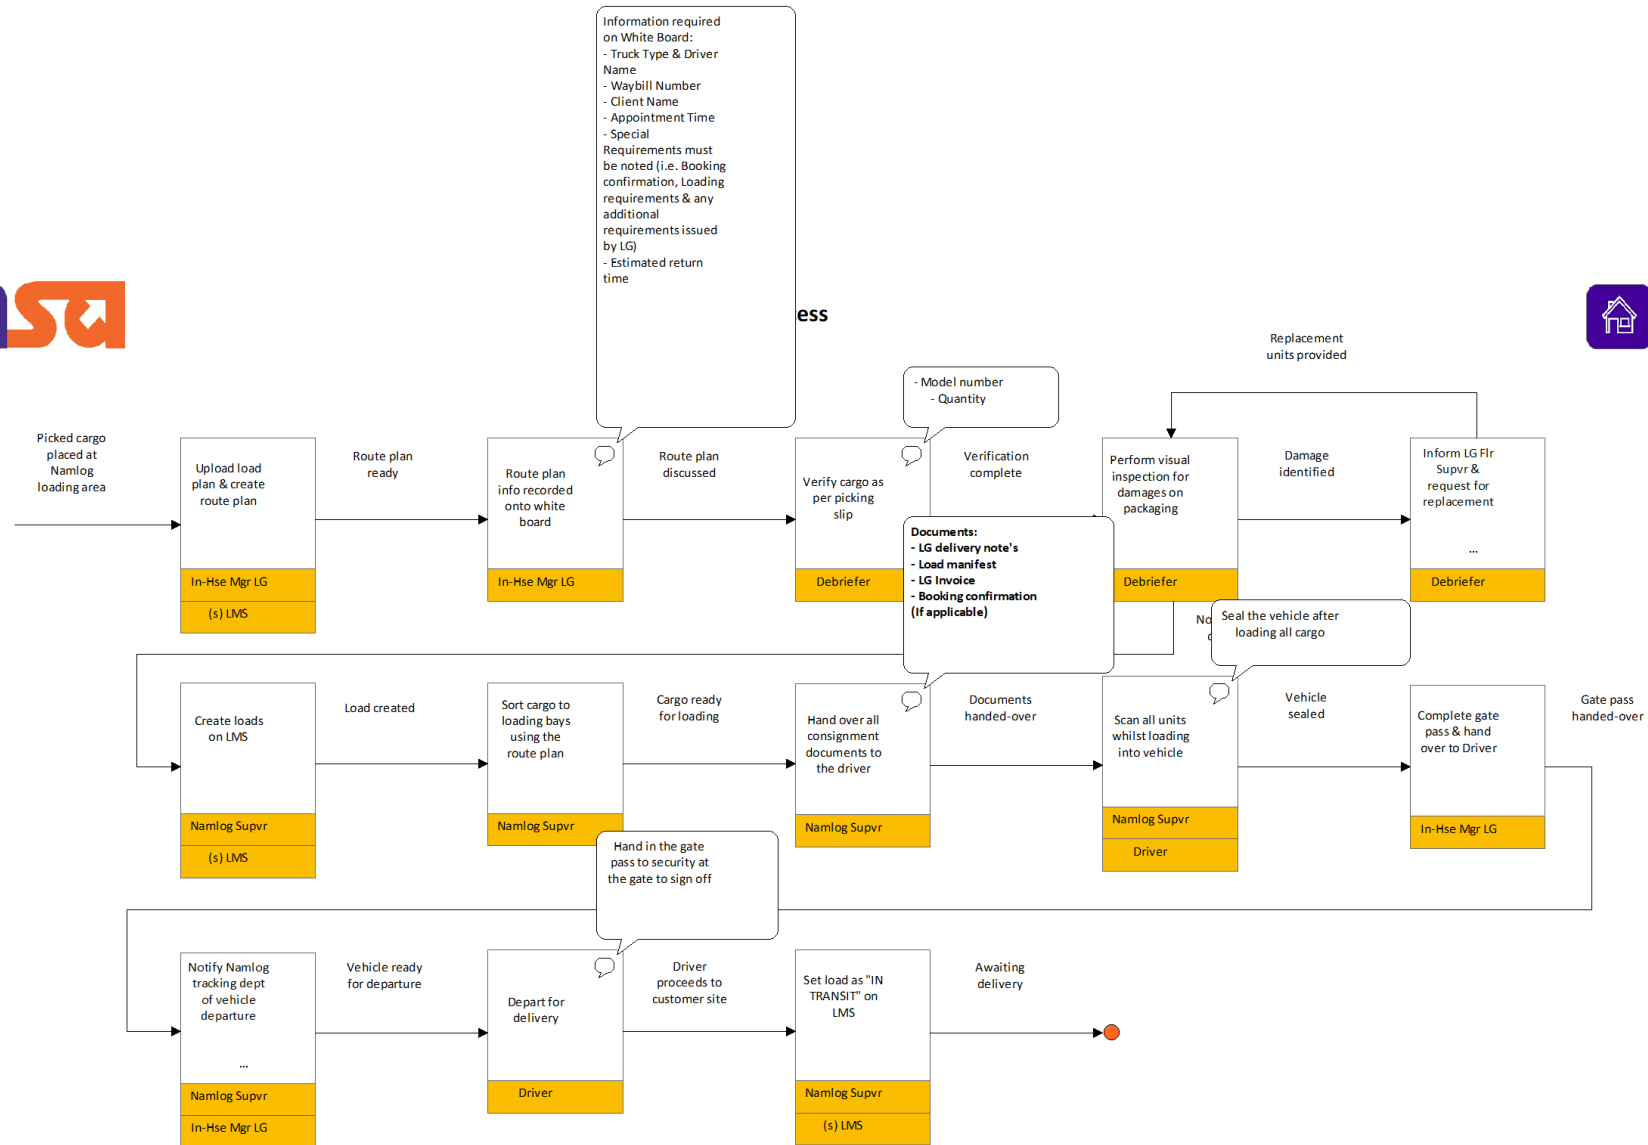 Information required
on White Board:
- Truck Type & Driver
Name
- Waybill Number
- Client Name
- Appointment Time
- Special
Requirements must
be noted (i.e. Booking
confirmation, Loading
requirements & any
additional
requirements issued
by LG)
- Estimated return
time
sa
ess
Replacement
units provided
- Model number
- Quantity
Picked cargo
placed at
Namlog
loading area
Upload load
plan & create
route plan
In-Hse Mgr LG
(s) LMS
Route plan
ready
Route plan
info recorded
onto white
board
In-Hse Mgr LG
Route plan
discussed
Verify cargo as
per picking
slip
Debriefer
Verification
complete
Perform visual
inspection for
damages on
packaging
Debriefer
Damage
identified
Inform LG Flr
Supvr &
request for
replacement
...
Debriefer
Documents:
- LG delivery note's
- Load manifest
- LG Invoice
- Booking confirmation
(If applicable)
No
Seal the vehicle after
loading all cargo
Create loads
on LMS
Namlog Supvr
(s) LMS
Load created
Sort cargo to
loading bays
using the
route plan
Namlog Supvr
Cargo ready
for loading
Hand over all
consignment
documents to
the driver
Namlog Supvr
Documents
handed-over
Scan all units
whilst loading
into vehicle
Namlog Supvr
Driver
Vehicle
sealed
Complete gate
pass & hand
over to Driver
In-Hse Mgr LG
Gate pass
handed-over
Hand in the gate
pass to security at
the gate to sign off
Notify Namlog
tracking dept
of vehicle
departure
...
Namlog Supvr
In-Hse Mgr LG
Vehicle ready
for departure
Depart for
delivery
Driver
Driver
proceeds to
customer site
Set load as "IN
TRANSIT" on
LMS
Namlog Supvr
(s) LMS
Awaiting
delivery